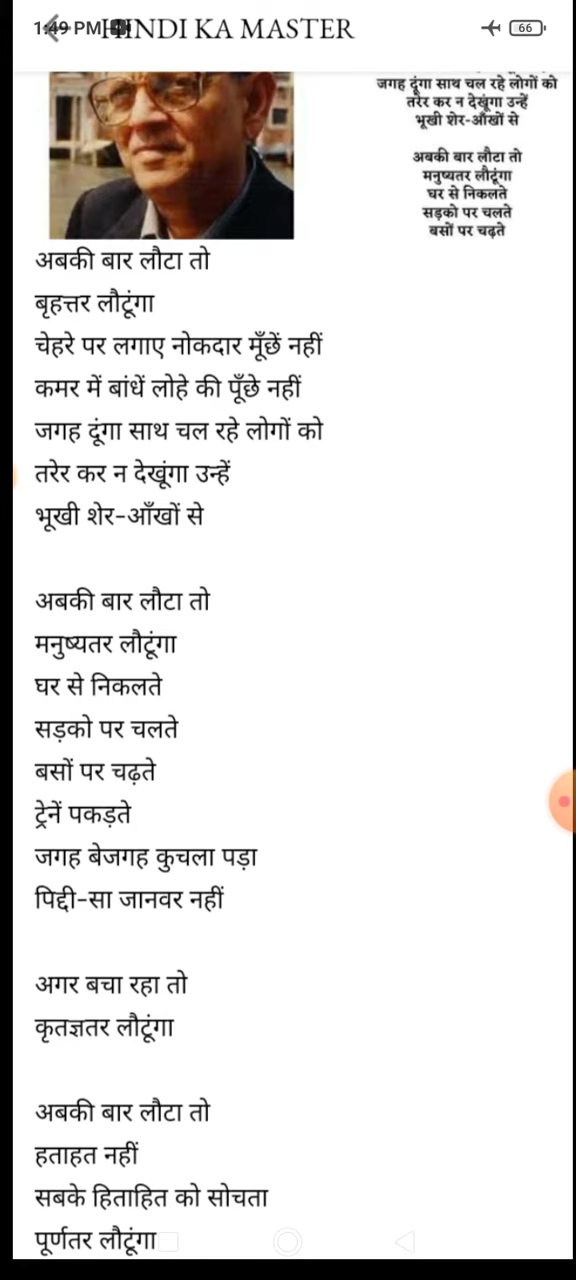 1:49 PM
HINDI KA MASTER
66
जगह दूंगा साथ चल रहे लोगों को
तरेर कर न देखूंगा उन्हें
भूखी शेर-आँखों से
अबकी बार लौटा तो
मनुष्यतर लौटूंगा
घर से निकलते
सड़को पर चलते
बसों पर चढ़ते
अबकी बार लौटा तो
बृहत्तर लौटूंगा
चेहरे पर लगाए नोकदार मूँछें नहीं
कमर में बांधें लोहे की पूँछे नहीं
जगह दूंगा साथ चल रहे लोगों को
तरेर कर न देखूंगा उन्हें
भूखी शेर-आँखों से
अबकी बार लौटा तो
मनुष्यतर लौटूंगा
घर से निकलते
सड़को पर चलते
बसों पर चढ़ते
ट्रेनें पकड़ते
जगह बेजगह कुचला पड़ा
पिद्दी-सा जानवर नहीं
अगर बचा रहा तो
कृतज्ञतर लौटूंगा
अबकी बार लौटा तो
हताहत नहीं
सबके हिताहित को सोचता
पूर्णतर लौटूंगा